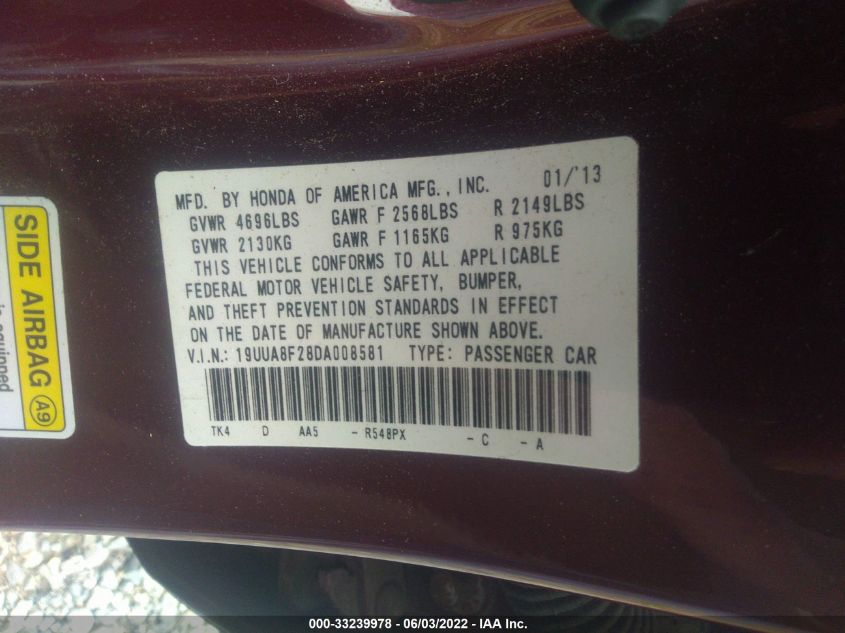 MFD. BY HONDA OF AMERICA MFG., INC. 01/'13
GVWR 4696LBS GAWR F 2568LBS R 2149LBS
GVWR 2130KG GAWR F 1165KG R 975KG
THIS VEHICLE CONFORMS TO ALL APPLICABLE
FEDERAL MOTOR VEHICLE SAFETY, BUMPER,
AND THEFT PREVENTION STANDARDS IN EFFECT
ON THE DATE OF MANUFACTURE SHOWN ABOVE.
V.I.N.: 19UUA8F28DA008581 TYPE: PASSENGER CAR
TK4 D AA5 - R548PX - C - A
SIDE AIRBAG A9
equipped
000-33239978 - 06/03/2022 - IAA Inc.